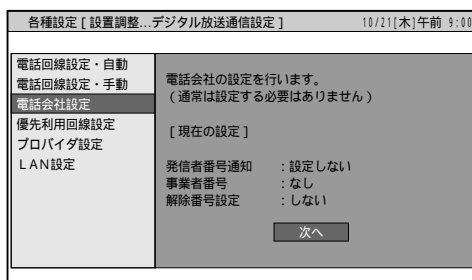 各種設定 [ 設置調整…デジタル放送通信設定 ] 10/21[木]午前 9:00
電話回線設定・自動
電話回線設定・手動
電話会社設定
優先利用回線設定
プロバイダ設定
ＬＡＮ設定
電話会社の設定を行います。
（通常は設定する必要はありません）
[ 現在の設定 ]
発信者番号通知 ：設定しない
事業者番号 ：なし
解除番号設定 ：しない
次へ